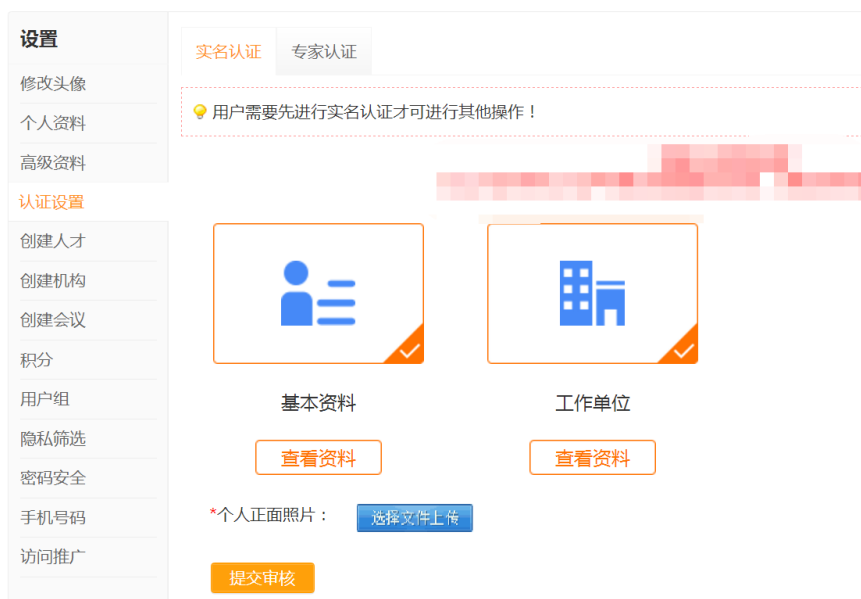 设置
修改头像
个人资料
高级资料
认证设置
创建人才
创建机构
创建会议
积分
用户组
隐私筛选
密码安全
手机号码
访问推广
实名认证 专家认证
用户需要先进行实名认证才可进行其他操作！
基本资料 工作单位
查看资料 查看资料
*个人正面照片： 选择文件上传
提交审核